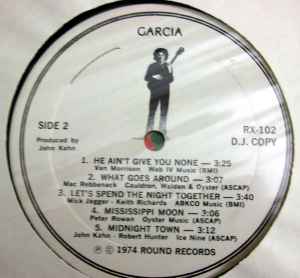 GARCIA
SIDE 2
Produced by
John Kahn
RX-102
D.J. COPY
1. HE AIN'T GIVE YOU NONE — 3:25
Van Morrison Web IV Music (BMI)
2. WHAT GOES AROUND — 3:07
Mac Rebbenack Cauldron, Walden & Oyster (ASCAP)
3. LET'S SPEND THE NIGHT TOGETHER — 3:40
Mick Jagger - Keith Richards ABKCO Music (BMI)
4. MISSISSIPPI MOON — 3:06
Peter Rowan Oyster Music (ASCAP)
5. MIDNIGHT TOWN — 3:12
John Kahn - Robert Hunter Ice Nine (ASCAP)
℗ © 1974 ROUND RECORDS